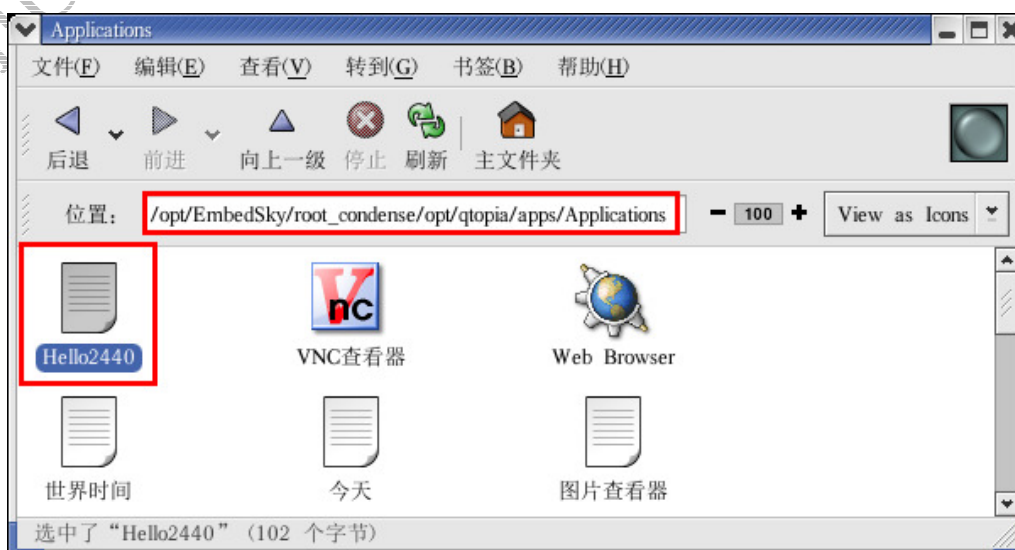 Applications
文件(F) 编辑(E) 查看(V) 转到(G) 书签(B) 帮助(H)
后退 前进 向上一级 停止 刷新 主文件夹
位置: /opt/EmbedSky/root_condense/opt/qtopia/apps/Applications 100 View as Icons
Vnc
Hello2440 VNC查看器 Web Browser
世界时间 今天 图片查看器
选中了“Hello2440”(102 个字节)